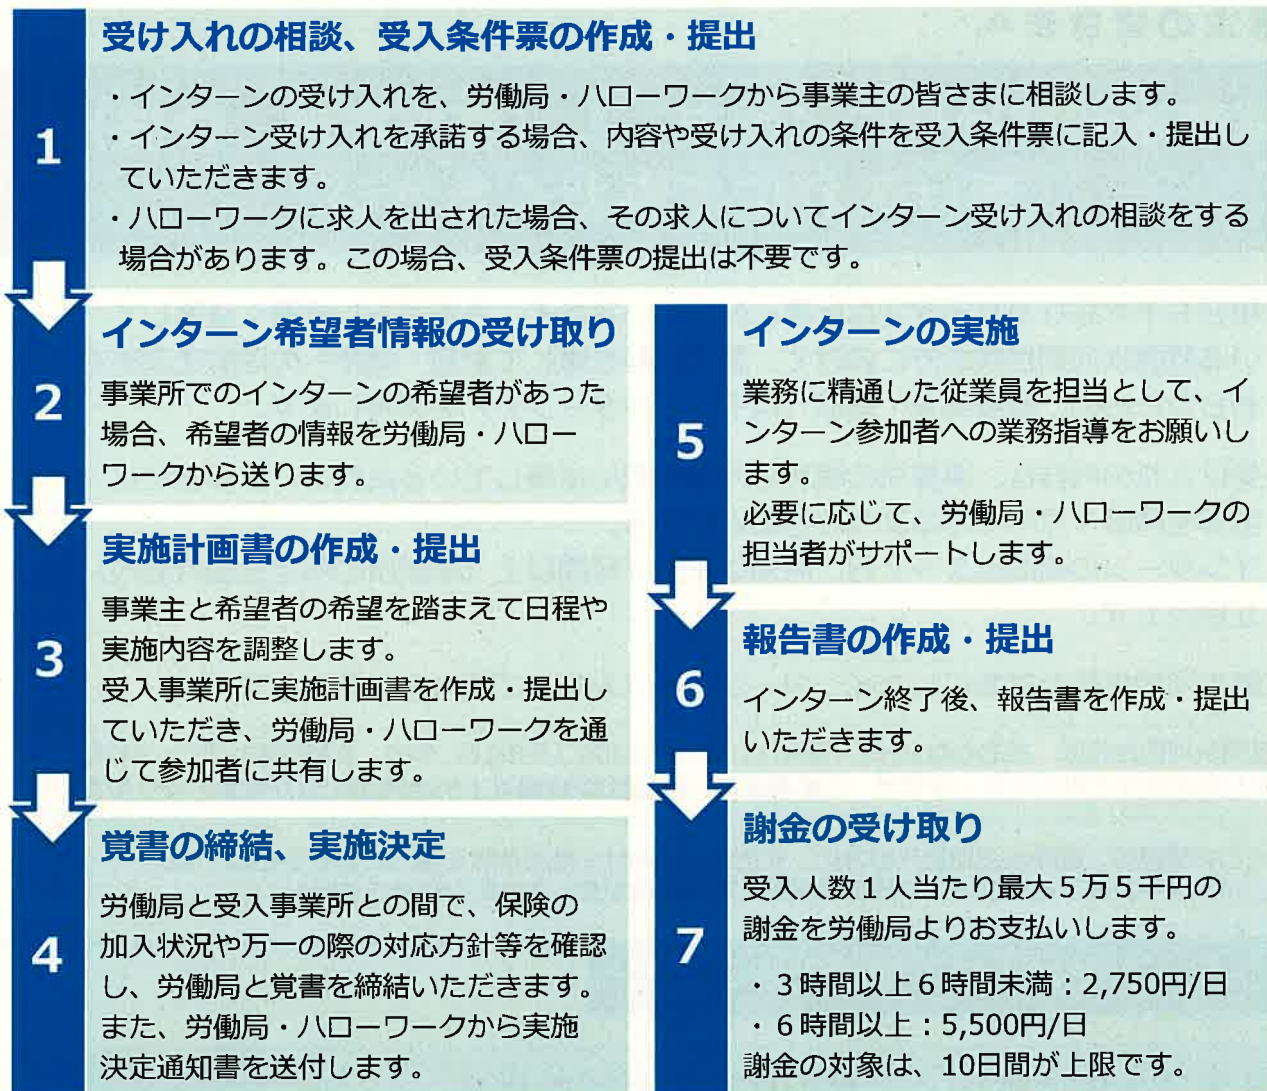 受け入れの相談、受入条件票の作成・提出
1
・インターンの受け入れを、労働局・ハローワークから事業主の皆さまに相談します。
・インターン受け入れを承諾する場合、内容や受け入れの条件を受入条件票に記入・提出し
ていただきます。
・ハローワークに求人を出された場合、その求人についてインターン受け入れの相談をする
場合があります。この場合、受入条件票の提出は不要です。
インターン希望者情報の受け取り
2
事業所でのインターンの希望者があった
場合、希望者の情報を労働局・ハロー
ワークから送ります。
実施計画書の作成・提出
3
事業主と希望者の希望を踏まえて日程や
実施内容を調整します。
受入事業所に実施計画書を作成・提出し
ていただき、労働局・ハローワークを通
じて参加者に共有します。
覚書の締結、実施決定
4
労働局と受入事業所との間で、保険の
加入状況や万一の際の対応方針等を確認
し、労働局と覚書を締結いただきます。
また、労働局・ハローワークから実施
決定通知書を送付します。
インターンの実施
5
業務に精通した従業員を担当として、イ
ンターン参加者への業務指導をお願いし
ます。
必要に応じて、労働局・ハローワークの
担当者がサポートします。
報告書の作成・提出
6
インターン終了後、報告書を作成・提出
いただきます。
謝金の受け取り
7
受入人数1人当たり最大5万5千円の
謝金を労働局よりお支払いします。
・3時間以上6時間未満：2,750円/日
・6時間以上：5,500円/日
謝金の対象は、10日間が上限です。